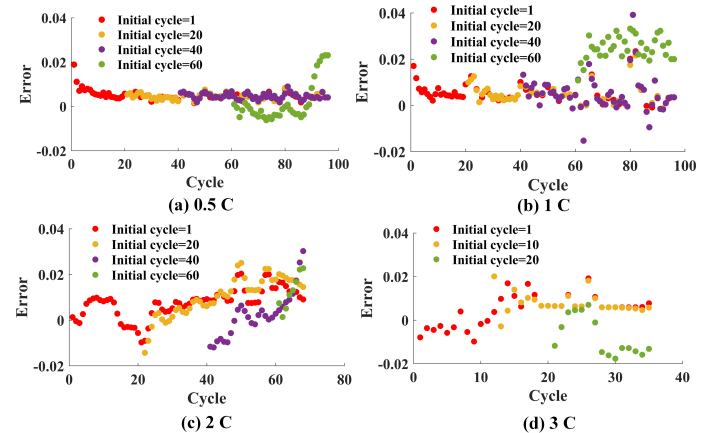 0.04
0.02
0
-0.02
Error
Initial cycle=1
Initial cycle=20
Initial cycle=40
Initial cycle=60
0 20 40 60 80 100
Cycle
(a) 0.5 C
0.04
0.02
0
-0.02
Error
Initial cycle=1
Initial cycle=20
Initial cycle=40
Initial cycle=60
0 20 40 60 80 100
Cycle
(b) 1 C
0.04
0.02
0
-0.02
Error
Initial cycle=1
Initial cycle=20
Initial cycle=40
Initial cycle=60
0 20 40 60 80
Cycle
(c) 2 C
0.04
0.02
0
-0.02
Error
Initial cycle=1
Initial cycle=10
Initial cycle=20
0 10 20 30 40
Cycle
(d) 3 C